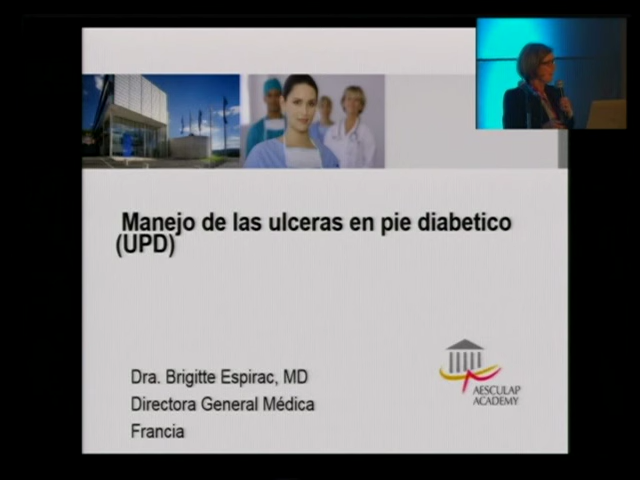 Manejo de las ulceras en pie diabetico
(UPD)
Dra. Brigitte Espirac, MD
Directora General Médica
Francia
AESCULAP
ACADEMY